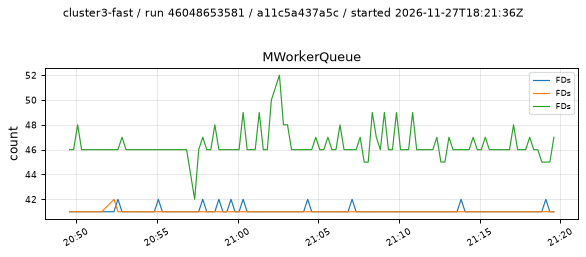 cluster3-fast / run 46048653581 / a11c5a437a5c / started 2026-11-27T18:21:36Z
MWorkerQueue
count
52
50
48
46
44
42
FDs
FDs
FDs
20:50
20:55
21:00
21:05
21:10
21:15
21:20